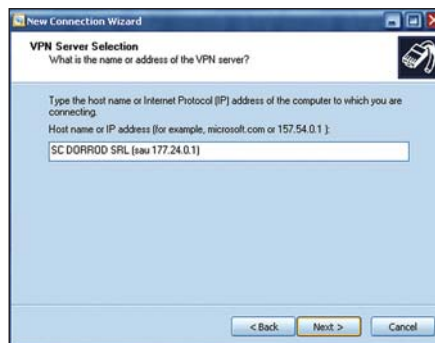 New Connection Wizard
VPN Server Selection
What is the name or address of the VPN server?
Type the host name or Internet Protocol (IP) address of the computer to which you are
connecting.
Host name or IP address (for example, microsoft.com or 157.54.0.1 ):
SC DORROD SRL (sau 177.24.0.1)
< Back Next > Cancel